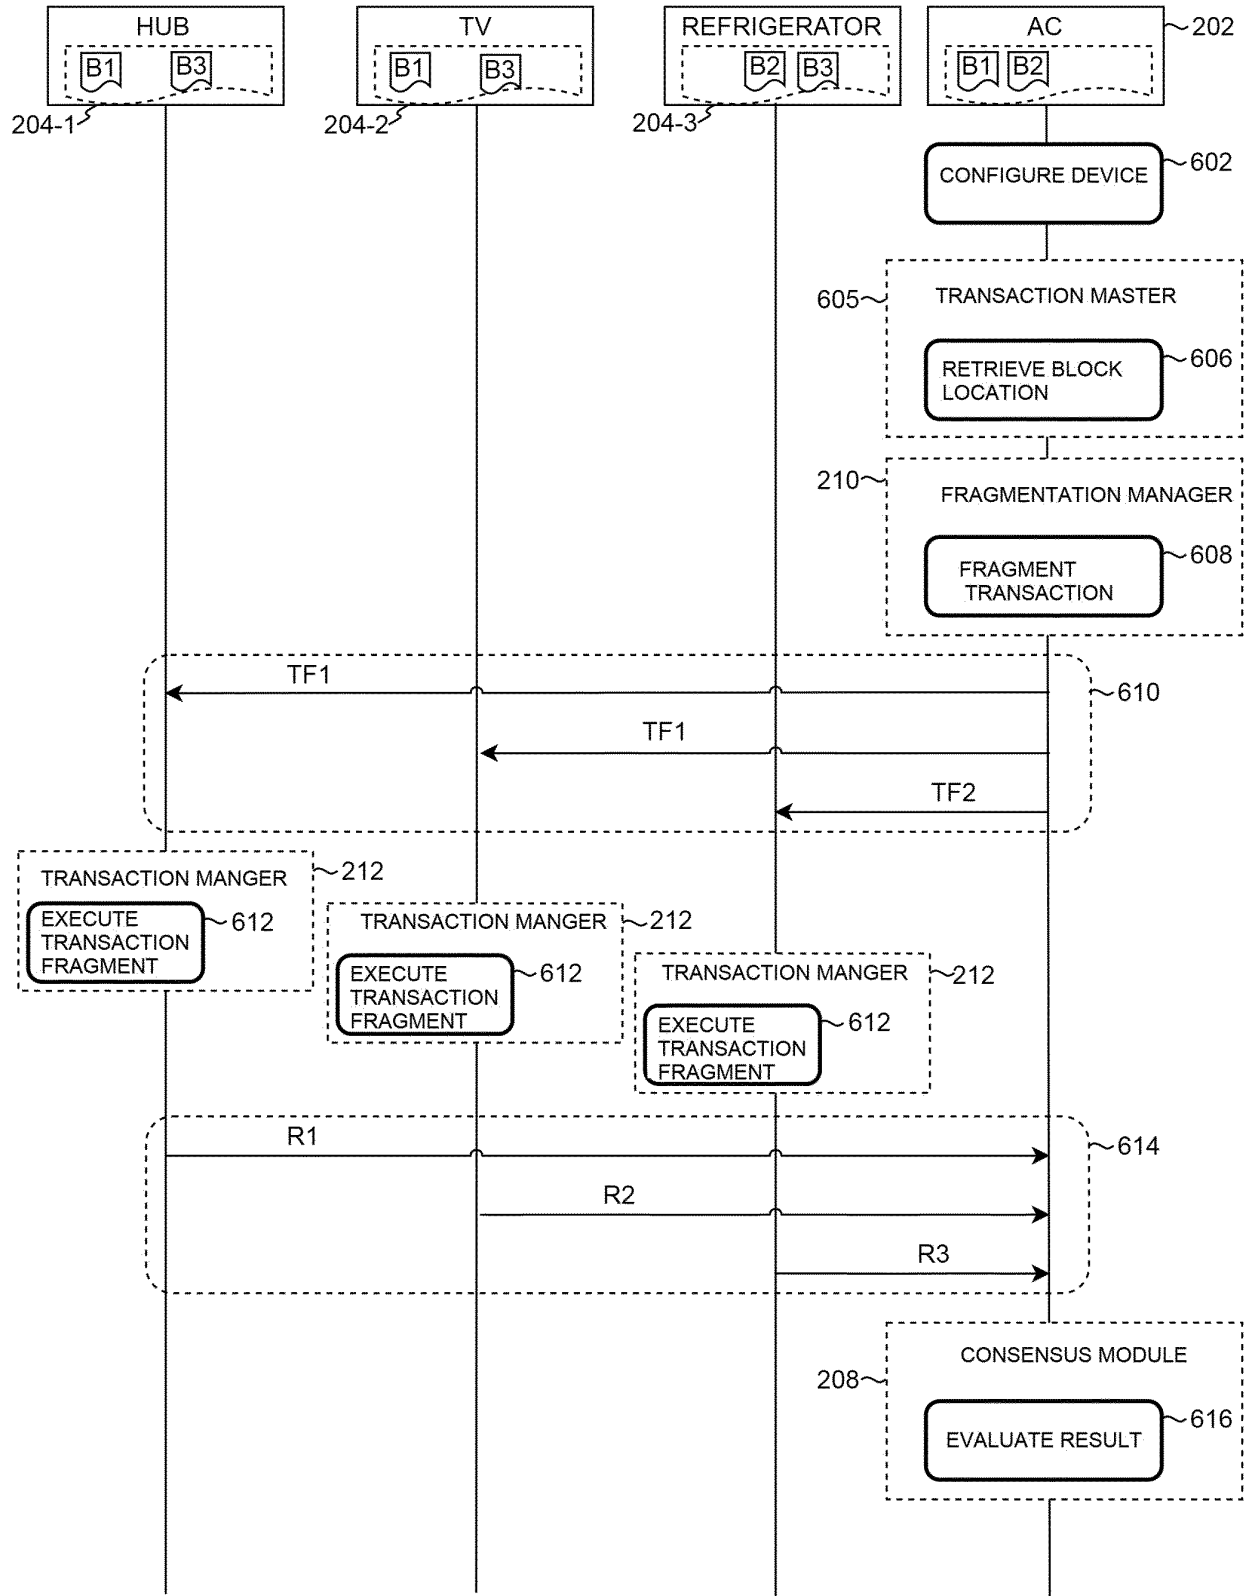 HUB
TV
REFRIGERATOR
AC
202
B1
B3
B1
B3
B2
B3
B1
B2
204-1
204-2
204-3
CONFIGURE DEVICE
602
605
TRANSACTION MASTER
RETRIEVE BLOCK
LOCATION
606
210
FRAGMENTATION MANAGER
FRAGMENT
TRANSACTION
608
TF1
610
TF1
TF2
TRANSACTION MANGER
212
EXECUTE
TRANSACTION
FRAGMENT
612
TRANSACTION MANGER
212
EXECUTE
TRANSACTION
FRAGMENT
612
TRANSACTION MANGER
212
EXECUTE
TRANSACTION
FRAGMENT
612
R1
614
R2
R3
CONSENSUS MODULE
208
EVALUATE RESULT
616